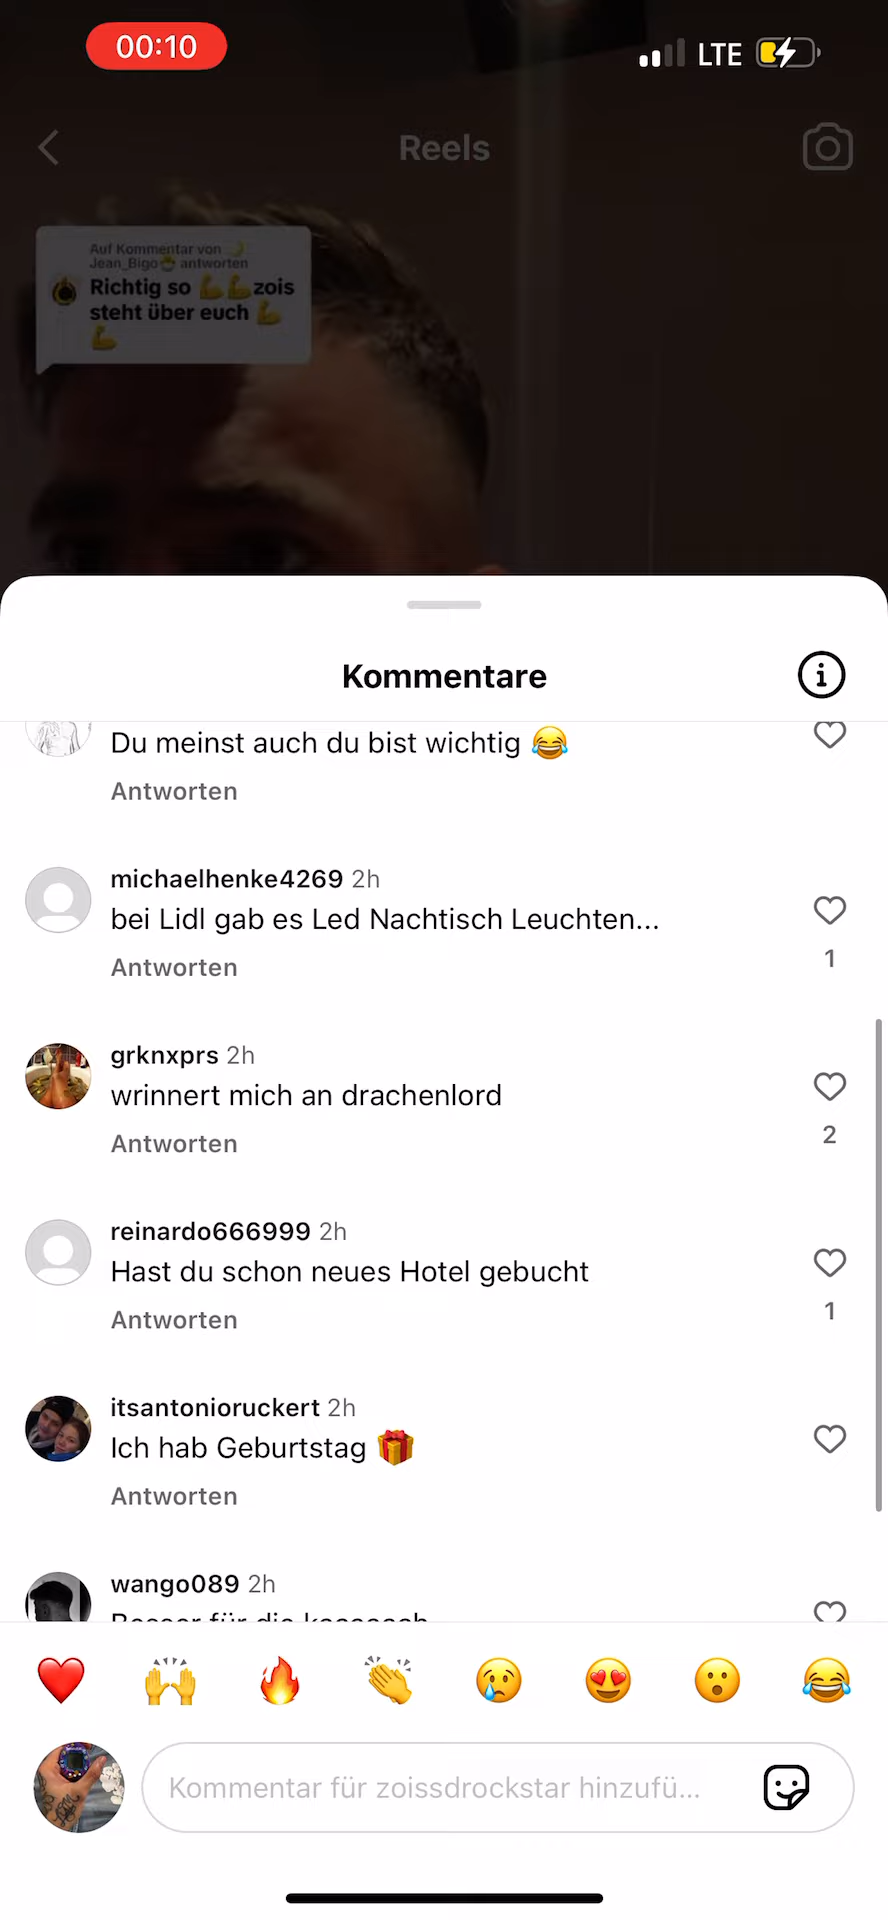 00:10
LTE
Reels
Auf Kommentar von 🌙
Jean_Bigo antworten
Richtig so 💪💪zois
steht über euch 💪
💪
Kommentare
Du meinst auch du bist wichtig 😂
Antworten
michaelhenke4269 2h
bei Lidl gab es Led Nachtisch Leuchten...
Antworten
1
grknxprs 2h
wrinnert mich an drachenlord
Antworten
2
reinardo666999 2h
Hast du schon neues Hotel gebucht
Antworten
1
itsantonioruckert 2h
Ich hab Geburtstag 🎁
Antworten
wango089 2h
Besser für die
❤️ 🙌 🔥 👏 😢 😍 😮 😂
Kommentar für zoissdrockstar hinzufü...